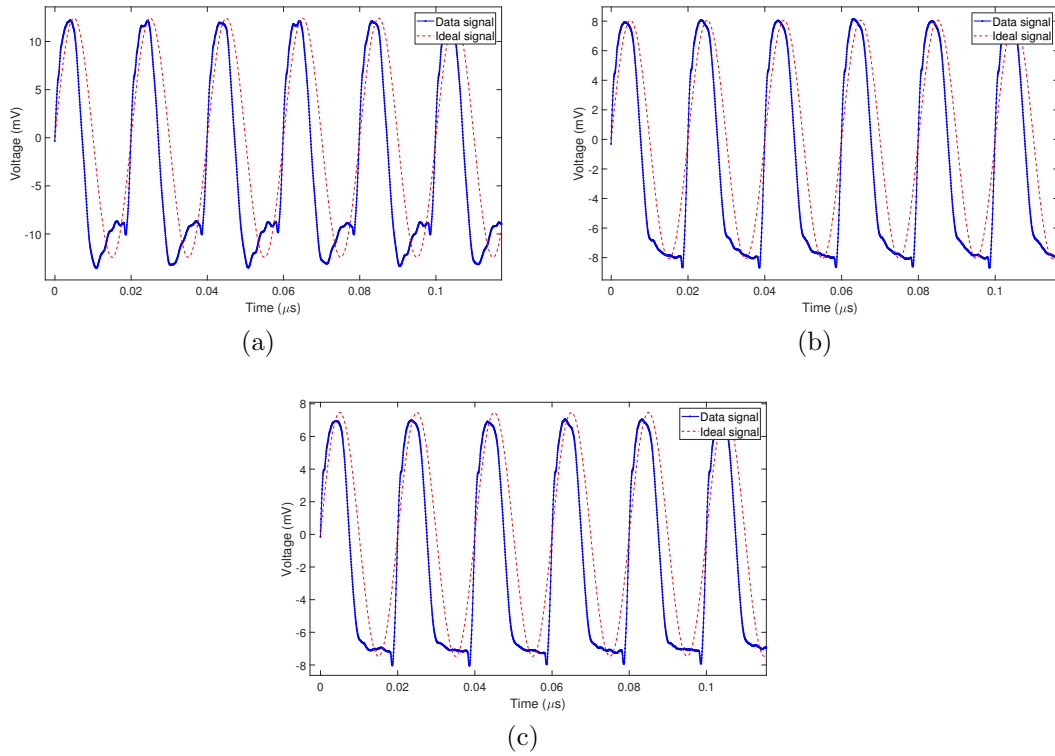 Data signal
Ideal signal
10
5
0
-5
-10
Voltage (mV)
0
0.02
0.04
0.06
0.08
0.1
Time (μs)
(a)
Data signal
Ideal signal
8
6
4
2
0
-2
-4
-6
-8
Voltage (mV)
0
0.02
0.04
0.06
0.08
0.1
Time (μs)
(b)
Data signal
Ideal signal
8
6
4
2
0
-2
-4
-6
-8
Voltage (mV)
0
0.02
0.04
0.06
0.08
0.1
Time (μs)
(c)